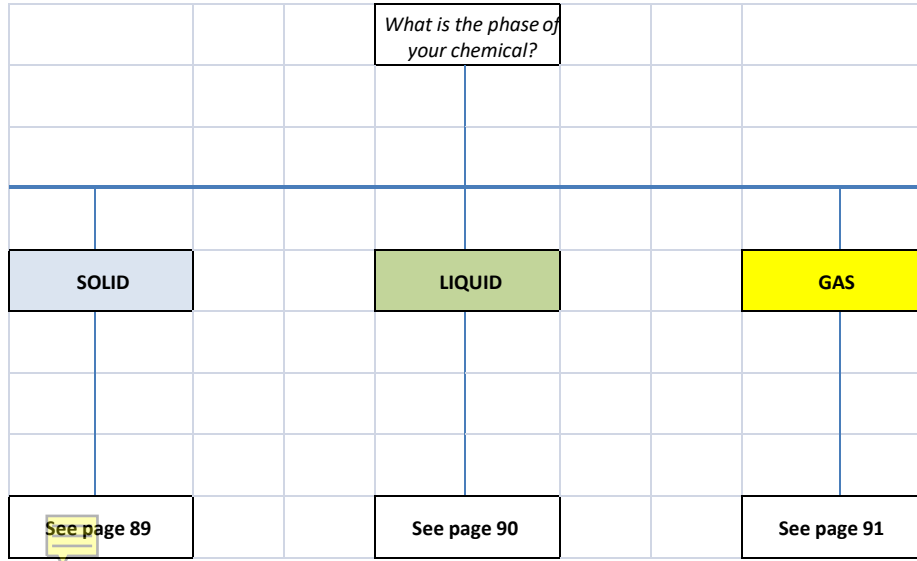 What is the phase of
your chemical?
SOLID
LIQUID
GAS
See page 89
See page 90
See page 91